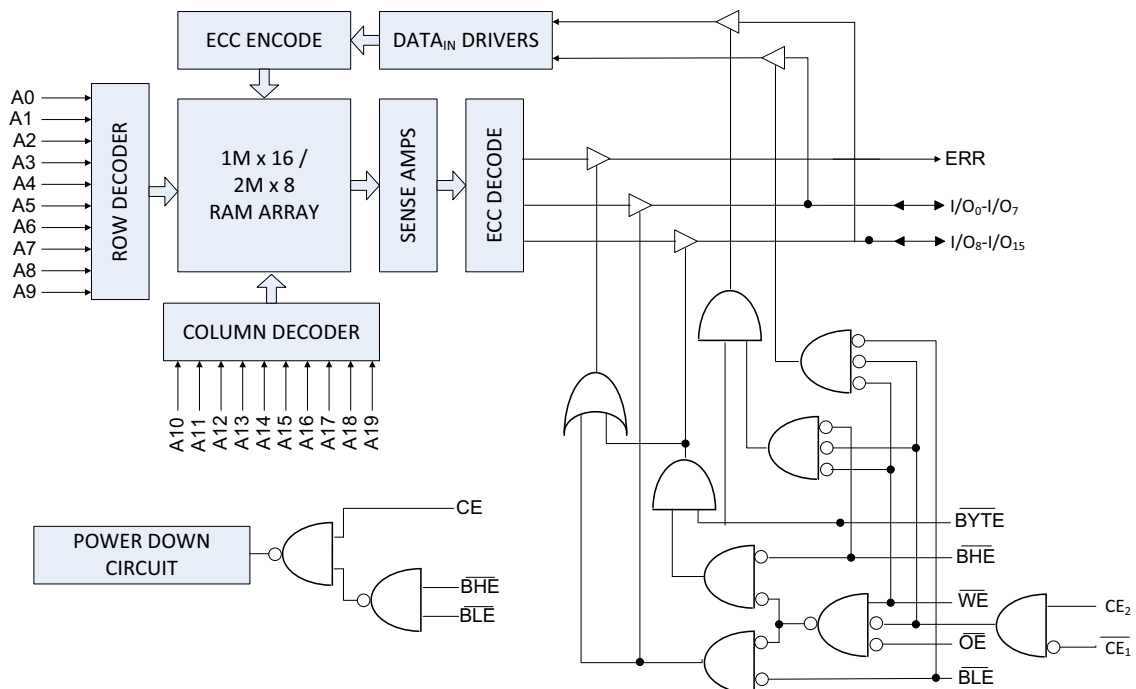 ECC ENCODE
DATAIN DRIVERS
A0
A1
A2
A3
A4
A5
A6
A7
A8
A9
ROW DECODER
1M x 16 /
2M x 8
RAM ARRAY
SENSE AMPS
ECC DECODE
ERR
I/O0-I/O7
I/O8-I/O15
COLUMN DECODER
A10
A11
A12
A13
A14
A15
A16
A17
A18
A19
CE
POWER DOWN
CIRCUIT
BHE
BLE
BYTE
BHE
WE
CE2
OE
CE1
BLE